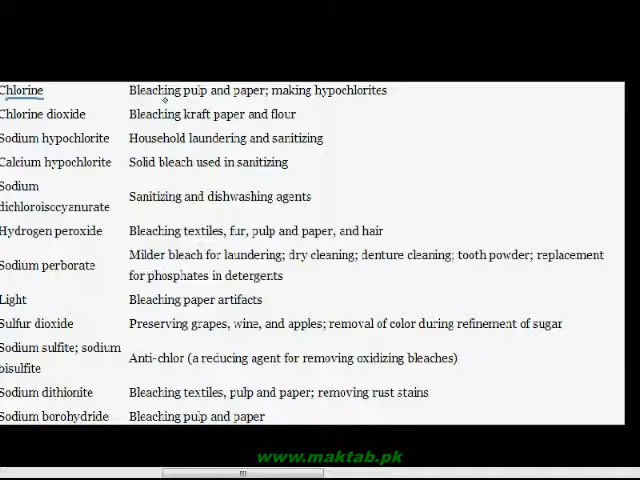 Chlorine Bleaching pulp and paper; making hypochlorites
Chlorine dioxide Bleaching kraft paper and flour
Sodium hypochlorite Household laundering and sanitizing
Calcium hypochlorite Solid bleach used in sanitizing
Sodium
dichloroisocyanurate Sanitizing and dishwashing agents
Hydrogen peroxide Bleaching textiles, fur, pulp and paper, and hair
Sodium perborate Milder bleach for laundering; dry cleaning; denture cleaning; tooth powder; replacement
for phosphates in detergents
Light Bleaching paper artifacts
Sulfur dioxide Preserving grapes, wine, and apples; removal of color during refinement of sugar
Sodium sulfite; sodium
bisulfite Anti-chlor (a reducing agent for removing oxidizing bleaches)
Sodium dithionite Bleaching textiles, pulp and paper; removing rust stains
Sodium borohydride Bleaching pulp and paper
www.maktab.pk